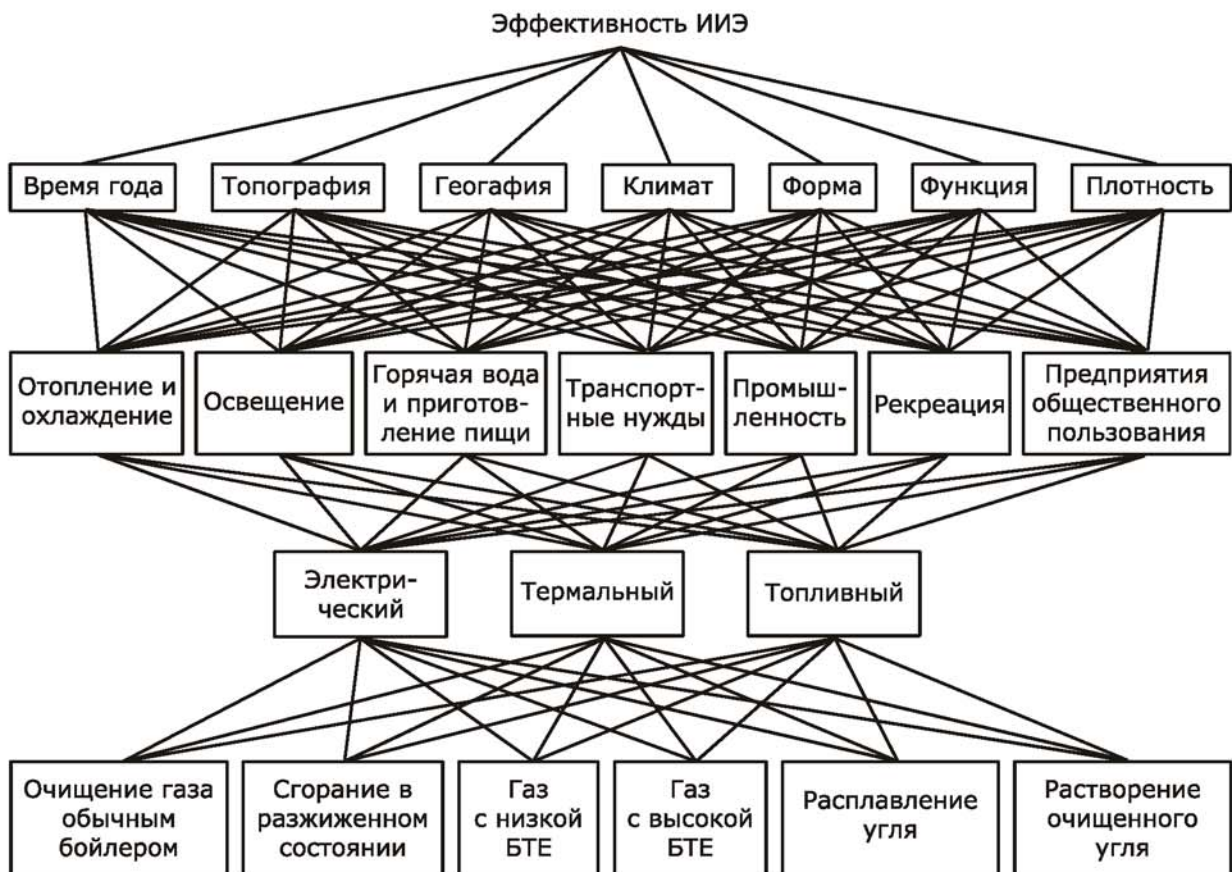 Эффективность ИИЭ
Время года
Топография
Геогафия
Климат
Форма
Функция
Плотность
Отопление и
охлаждение
Освещение
Горячая вода
и приготов-
ление пищи
Транспорт-
ные нужды
Промыш-
ленность
Рекреация
Предприятия
общественного
пользования
Электри-
ческий
Термальный
Топливный
Очищение газа
обычным
бойлером
Сгорание в
разжиженном
состоянии
Газ
с низкой
БТЕ
Газ
с высокой
БТЕ
Расплавление
угля
Растворение
очищенного
угля